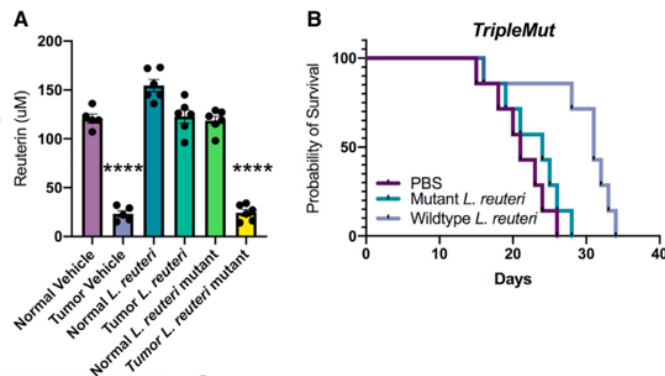 A
200
150
100
50
0
Reuterin (uM)
****
****
Normal Vehicle
Tumor Vehicle
Normal L. reuteri
Tumor L. reuteri
Normal L. reuteri mutant
Tumor L. reuteri mutant
B
TripleMut
100
50
0
Probability of Survival
PBS
Mutant L. reuteri
Wildtype L. reuteri
0
10
20
30
40
Days